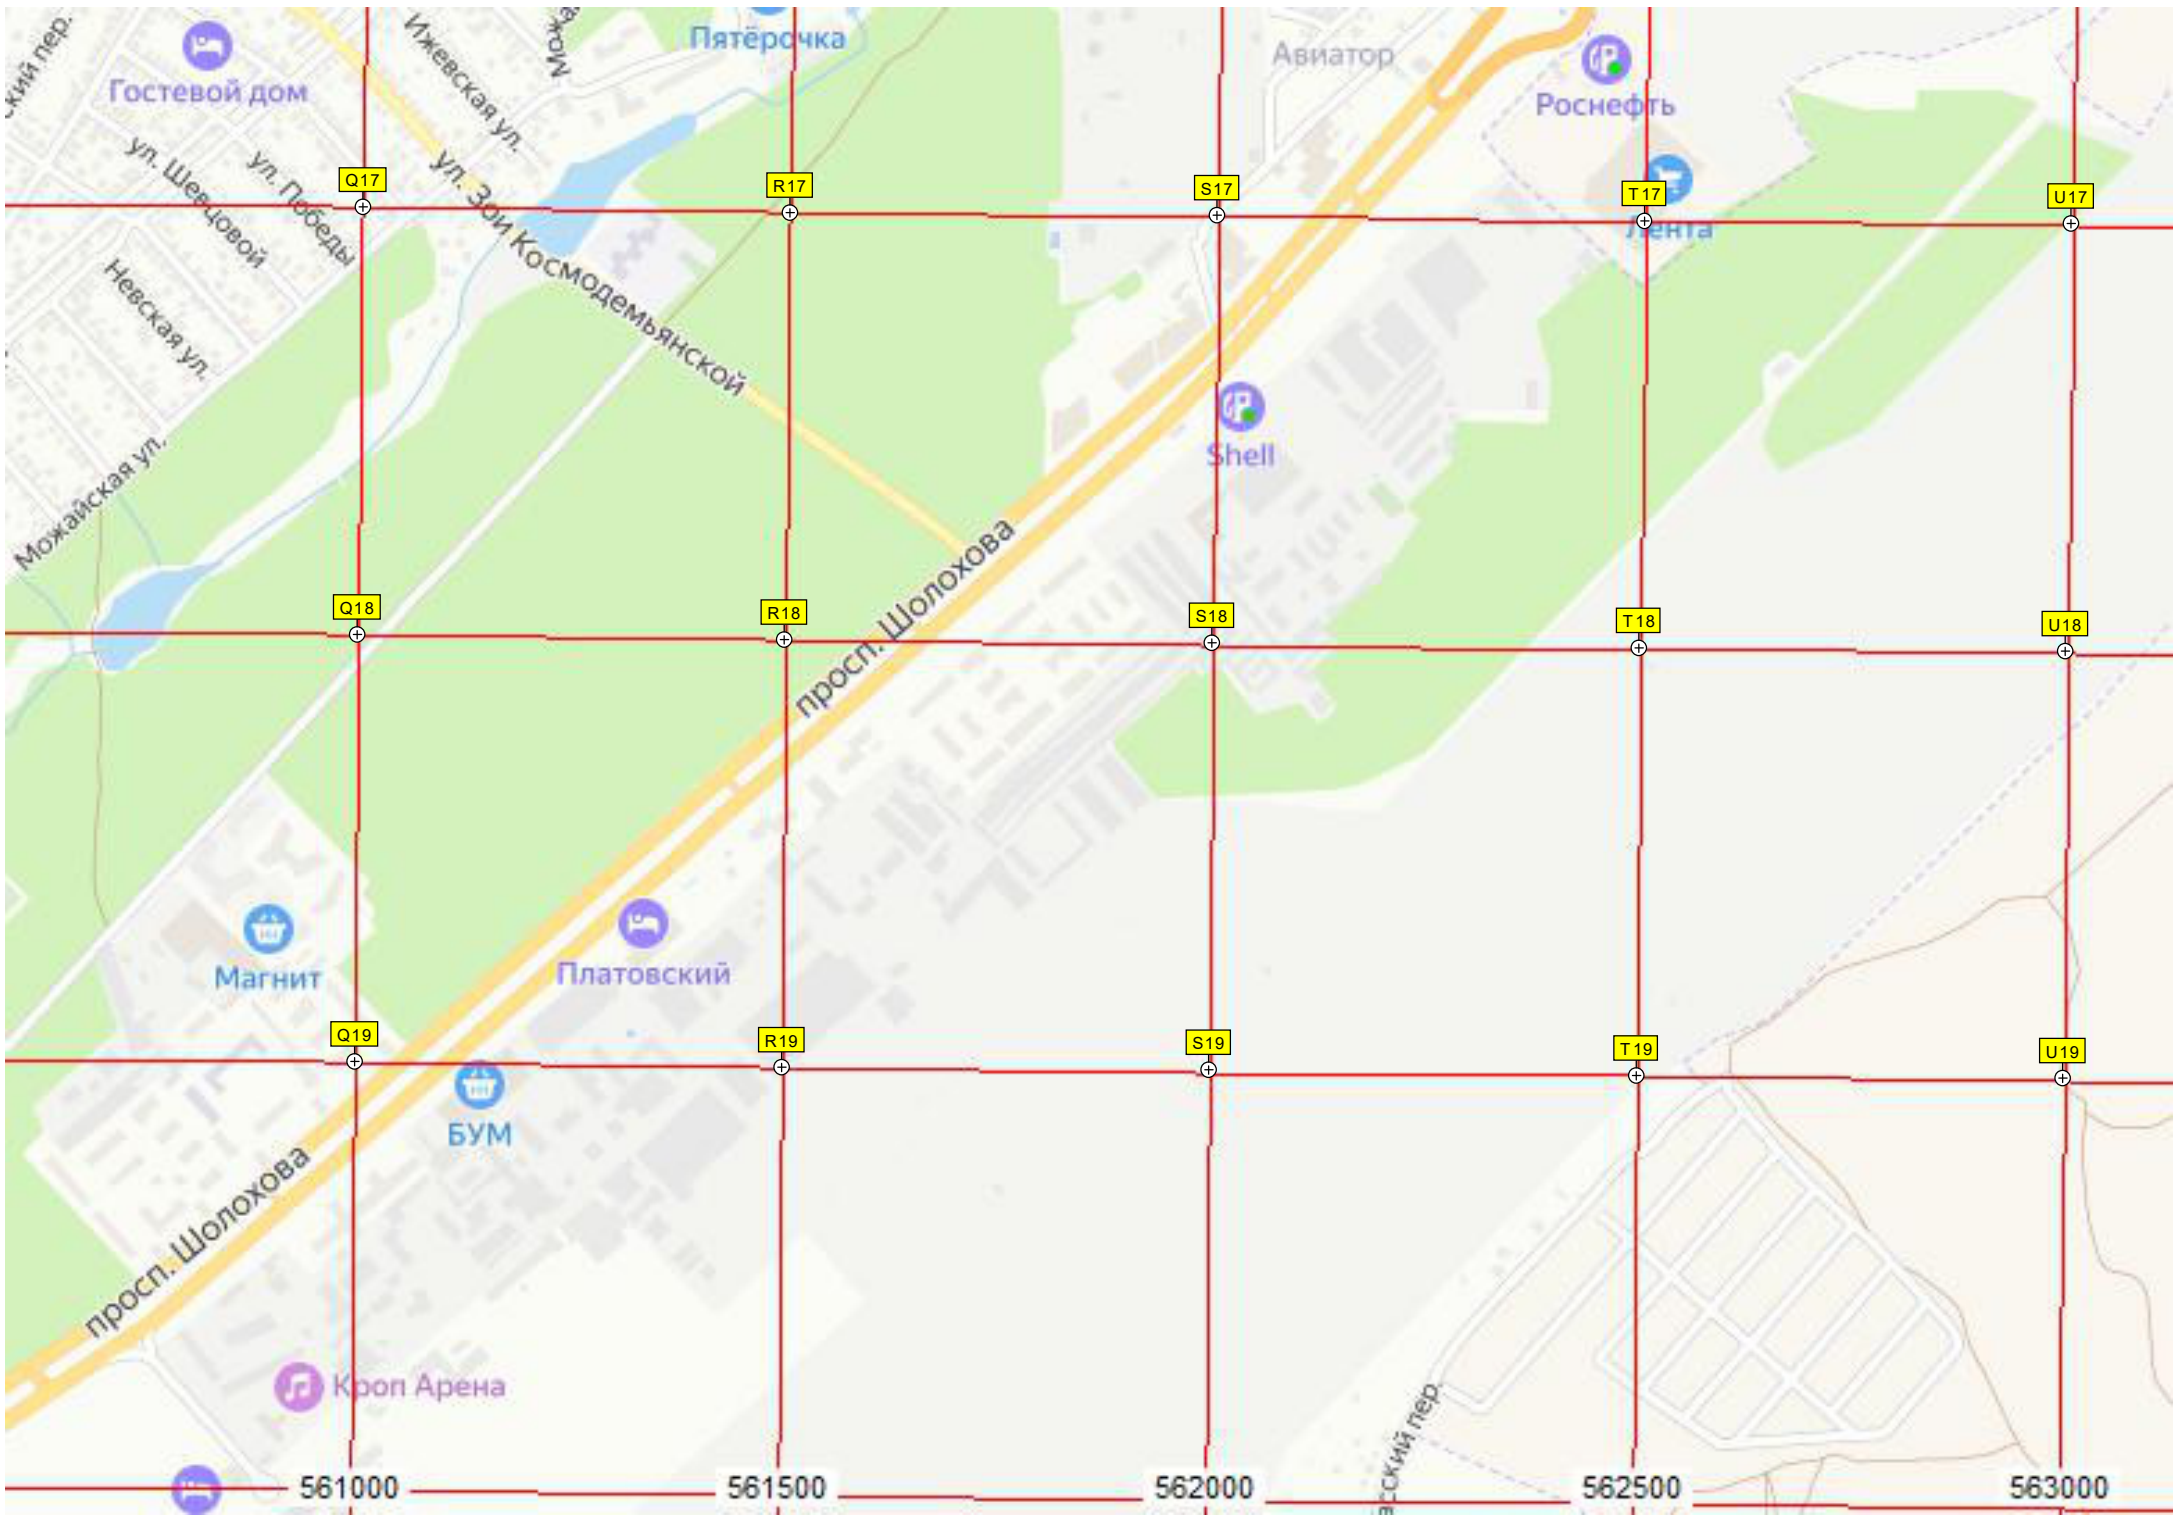 Пятёрочка
Ижевская ул.
Авиатор
Гостевой дом
Роснефть
ул. Шевцовой
ул. Победы
ул. Зои Космодемьянской
Q17
R17
S17
T17
U17
Лента
Невская ул.
Shell
Можайская ул.
просп. Шолохова
Q18
R18
S18
T18
U18
Магнит
Платовский
Q19
R19
S19
T19
U19
БУМ
просп. Шолохова
Кроп Арена
561000
561500
562000
562500
563000